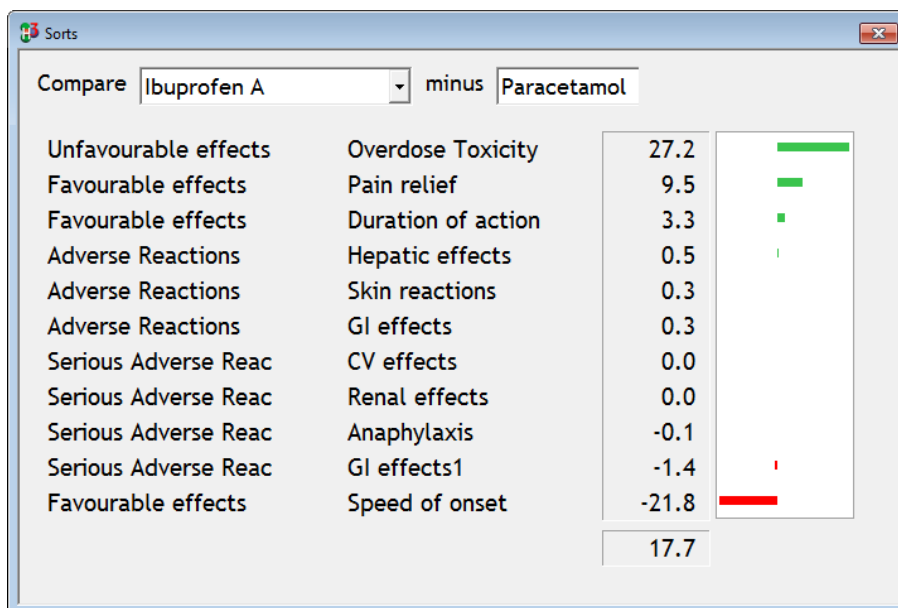 Sorts
Compare Ibuprofen A minus Paracetamol
Unfavourable effects Overdose Toxicity 27.2
Favourable effects Pain relief 9.5
Favourable effects Duration of action 3.3
Adverse Reactions Hepatic effects 0.5
Adverse Reactions Skin reactions 0.3
Adverse Reactions GI effects 0.3
Serious Adverse Reac CV effects 0.0
Serious Adverse Reac Renal effects 0.0
Serious Adverse Reac Anaphylaxis -0.1
Serious Adverse Reac GI effects1 -1.4
Favourable effects Speed of onset -21.8
17.7